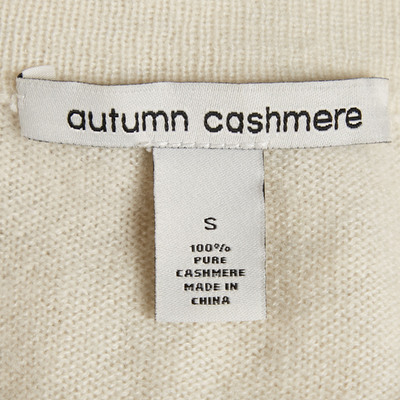 autumn cashmere
S
100%
PURE
CASHMERE
MADE IN
CHINA